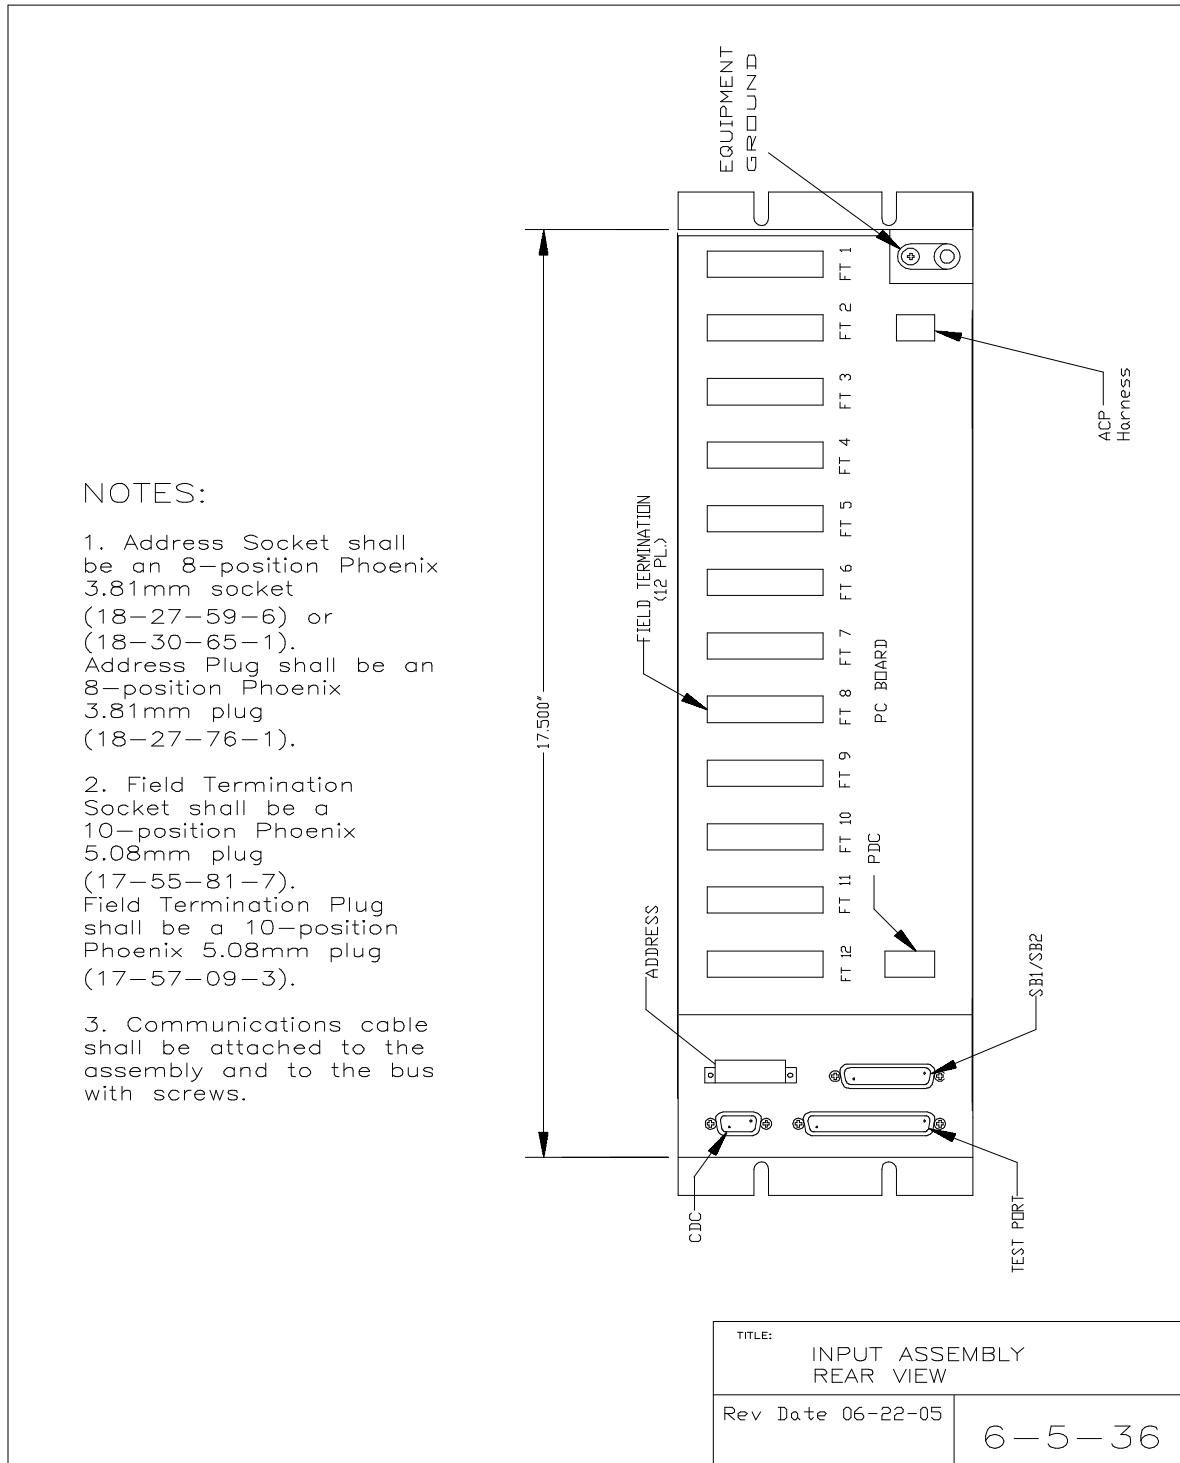 EQUIPMENT
GROUND
FT 1
FT 2
FT 3
FT 4
FT 5
FT 6
FT 7
FT 8
FT 9
FT 10
FT 11
FT 12
ACP
Harness
FIELD TERMINATION
(12 PL.)
PC BOARD
PDC
17.500"
ADDRESS
SB1/SB2
CDC
TEST PORT
NOTES:
1. Address Socket shall
be an 8-position Phoenix
3.81mm socket
(18-27-59-6) or
(18-30-65-1).
Address Plug shall be an
8-position Phoenix
3.81mm plug
(18-27-76-1).
2. Field Termination
Socket shall be a
10-position Phoenix
5.08mm plug
(17-55-81-7).
Field Termination Plug
shall be a 10-position
Phoenix 5.08mm plug
(17-57-09-3).
3. Communications cable
shall be attached to the
assembly and to the bus
with screws.
TITLE:
INPUT ASSEMBLY
REAR VIEW
Rev Date 06-22-05
6-5-36